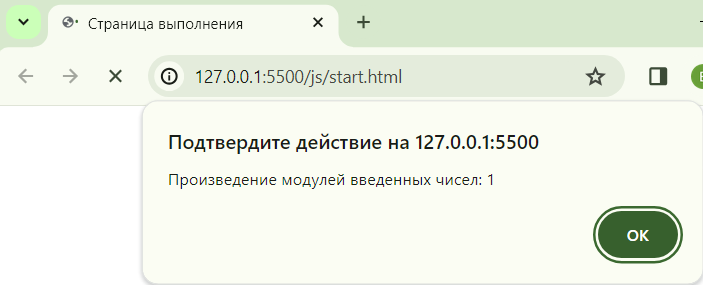 Страница выполнения
127.0.0.1:5500/js/start.html
Подтвердите действие на 127.0.0.1:5500
Произведение модулей введенных чисел: 1
ОК